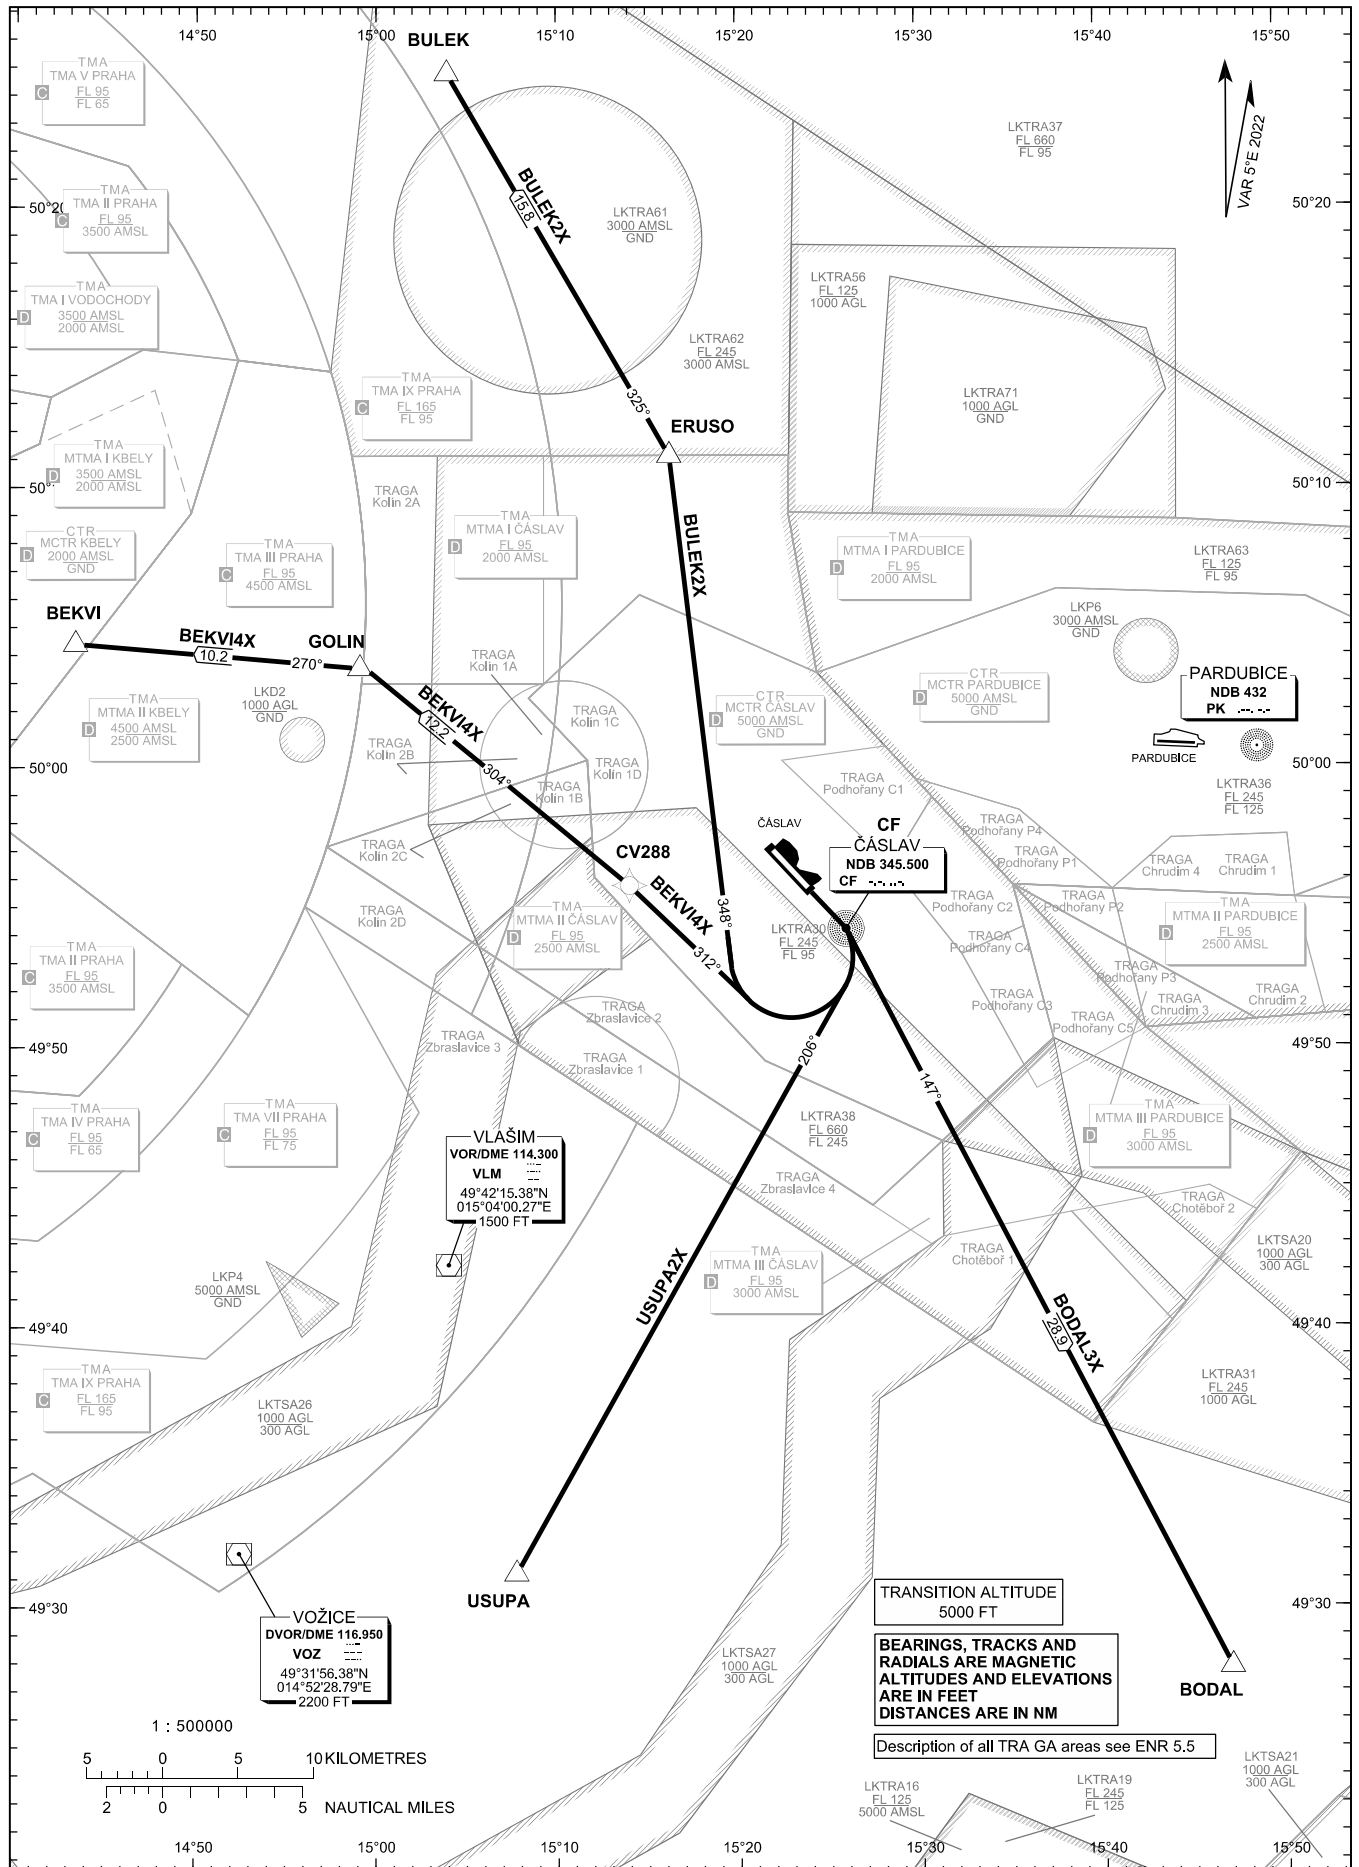 14°50
15°00
15°10
15°20
15°30
15°40
15°50
BULEK
TMA
TMA V PRAHA
C
FL 95
FL 65
LKTRA37
FL 660
FL 95
VAR 5°E 2022
TMA
TMA II PRAHA
C
FL 95
3500 AMSL
50°20
50°20
BULEK2X
15.8
LKTRA61
3000 AMSL
GND
TMA
TMA I VODOCHODY
D
3500 AMSL
2000 AMSL
LKTRA56
FL 125
1000 AGL
LKTRA62
FL 245
3000 AMSL
TMA
TMA IX PRAHA
C
FL 165
FL 95
325°
LKTRA71
1000 AGL
GND
ERUSO
TMA
MTMA I KBELY
D
3500 AMSL
2000 AMSL
50°10
TRAGA
Kolín 2A
TMA
MTMA I ČÁSLAV
D
FL 95
2000 AMSL
BULEK2X
CTR
MCTR KBELY
D
2000 AMSL
GND
TMA
TMA III PRAHA
C
FL 95
4500 AMSL
TMA
MTMA I PARDUBICE
D
FL 95
2000 AMSL
LKTRA63
FL 125
FL 95
LKP6
3000 AMSL
GND
BEKVI
BEKVI4X
10.2
270°
GOLIN
TRAGA
Kolín 1A
PARDUBICE
NDB 432
PK .--. -.-
LKD2
1000 AGL
GND
TMA
MTMA II KBELY
D
4500 AMSL
2500 AMSL
BEKVI4X
12.2
304°
TRAGA
Kolín 1C
CTR
MCTR ČÁSLAV
D
5000 AMSL
GND
CTR
MCTR PARDUBICE
D
5000 AMSL
GND
TRAGA
Kolín 2B
TRAGA
Kolín 1D
TRAGA
Kolín 1B
PARDUBICE
50°00
50°00
TRAGA
Podhořany C1
LKTRA36
FL 245
FL 125
ČÁSLAV
CF
ČÁSLAV
NDB 345.500
CF -.-. ..-.
TRAGA
Podhořany P4
TRAGA
Podhořany P1
TRAGA
Kolín 2C
CV288
BEKVI4X
312°
TRAGA
Chrudim 4
TRAGA
Chrudim 1
TRAGA
Kolín 2D
TMA
MTMA II ČÁSLAV
D
FL 95
2500 AMSL
348°
LKTRA30
FL 245
FL 95
TRAGA
Podhořany C2
TRAGA
Podhořany P2
TMA
MTMA II PARDUBICE
D
FL 95
2500 AMSL
TRAGA
Podhořany C4
TMA
TMA II PRAHA
C
FL 95
3500 AMSL
TRAGA
Podhořany P3
TRAGA
Chrudim 2
TRAGA
Zbraslavice 2
TRAGA
Podhořany C3
TRAGA
Chrudim 3
TRAGA
Podhořany C5
49°50
49°50
TRAGA
Zbraslavice 3
TRAGA
Zbraslavice 1
206°
147°
TMA
TMA IV PRAHA
C
FL 95
FL 65
TMA
TMA VII PRAHA
C
FL 95
FL 75
LKTRA38
FL 660
FL 245
TMA
MTMA III PARDUBICE
D
FL 95
3000 AMSL
VLAŠIM
VOR/DME 114.300
VLM
49°42'15.38"N
015°04'00.27"E
1500 FT
TRAGA
Zbraslavice 4
TRAGA
Chotěboř 2
TRAGA
Chotěboř 1
LKTSA20
1000 AGL
300 AGL
LKP4
5000 AMSL
GND
USUPA2X
TMA
MTMA III ČÁSLAV
D
FL 95
3000 AMSL
BODAL3X
28.9
49°40
49°40
TMA
TMA IX PRAHA
C
FL 165
FL 95
LKTSA26
1000 AGL
300 AGL
LKTRA31
FL 245
1000 AGL
USUPA
49°30
49°30
TRANSITION ALTITUDE
5000 FT
VOŽICE
DVOR/DME 116.950
VOZ
49°31'56.38"N
014°52'28.79"E
2200 FT
LKTSA27
1000 AGL
300 AGL
BEARINGS, TRACKS AND
RADIALS ARE MAGNETIC
ALTITUDES AND ELEVATIONS
ARE IN FEET
DISTANCES ARE IN NM
BODAL
Description of all TRA GA areas see ENR 5.5
1 : 500000
5 0 5 10 KILOMETRES
2 0 5 NAUTICAL MILES
LKTRA16
FL 125
5000 AMSL
LKTRA19
FL 245
FL 125
LKTSA21
1000 AGL
300 AGL
14°50
15°00
15°10
15°20
15°30
15°40
15°50